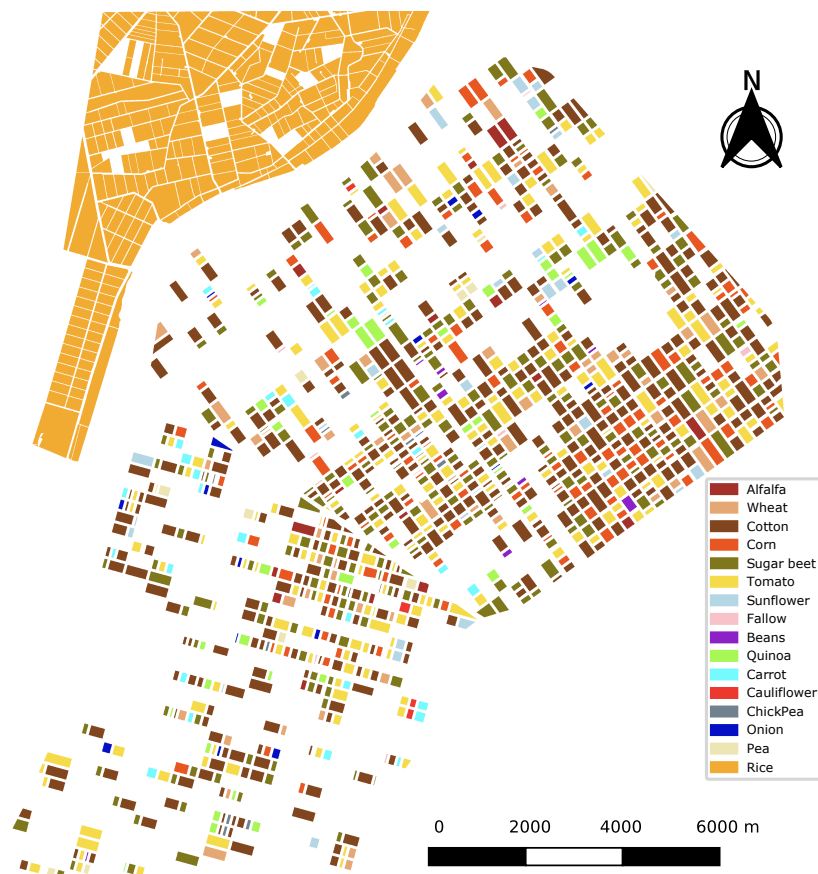 N
Alfalfa
Wheat
Cotton
Corn
Sugar beet
Tomato
Sunflower
Fallow
Beans
Quinoa
Carrot
Cauliflower
ChickPea
Onion
Pea
Rice
0 2000 4000 6000 m